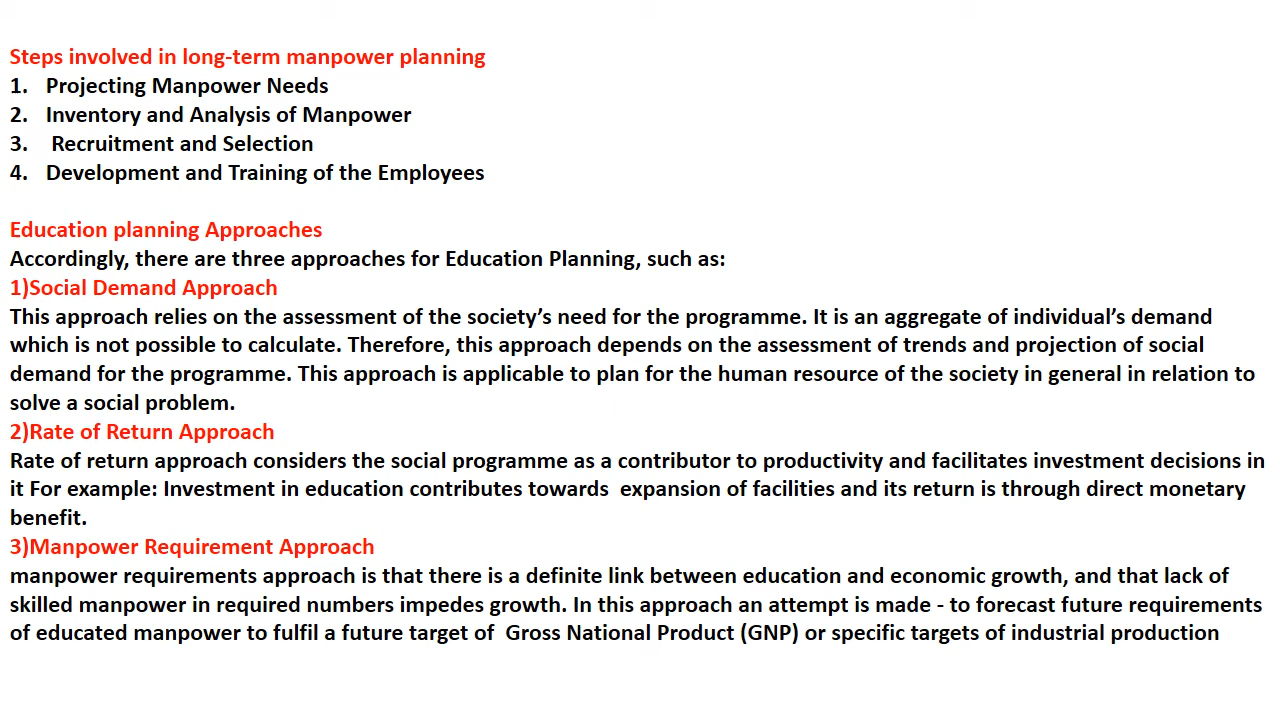 Steps involved in long-term manpower planning
1. Projecting Manpower Needs
2. Inventory and Analysis of Manpower
3. Recruitment and Selection
4. Development and Training of the Employees
Education planning Approaches
Accordingly, there are three approaches for Education Planning, such as:
1)Social Demand Approach
This approach relies on the assessment of the society’s need for the programme. It is an aggregate of individual’s demand
which is not possible to calculate. Therefore, this approach depends on the assessment of trends and projection of social
demand for the programme. This approach is applicable to plan for the human resource of the society in general in relation to
solve a social problem.
2)Rate of Return Approach
Rate of return approach considers the social programme as a contributor to productivity and facilitates investment decisions in
it For example: Investment in education contributes towards expansion of facilities and its return is through direct monetary
benefit.
3)Manpower Requirement Approach
manpower requirements approach is that there is a definite link between education and economic growth, and that lack of
skilled manpower in required numbers impedes growth. In this approach an attempt is made - to forecast future requirements
of educated manpower to fulfil a future target of Gross National Product (GNP) or specific targets of industrial production